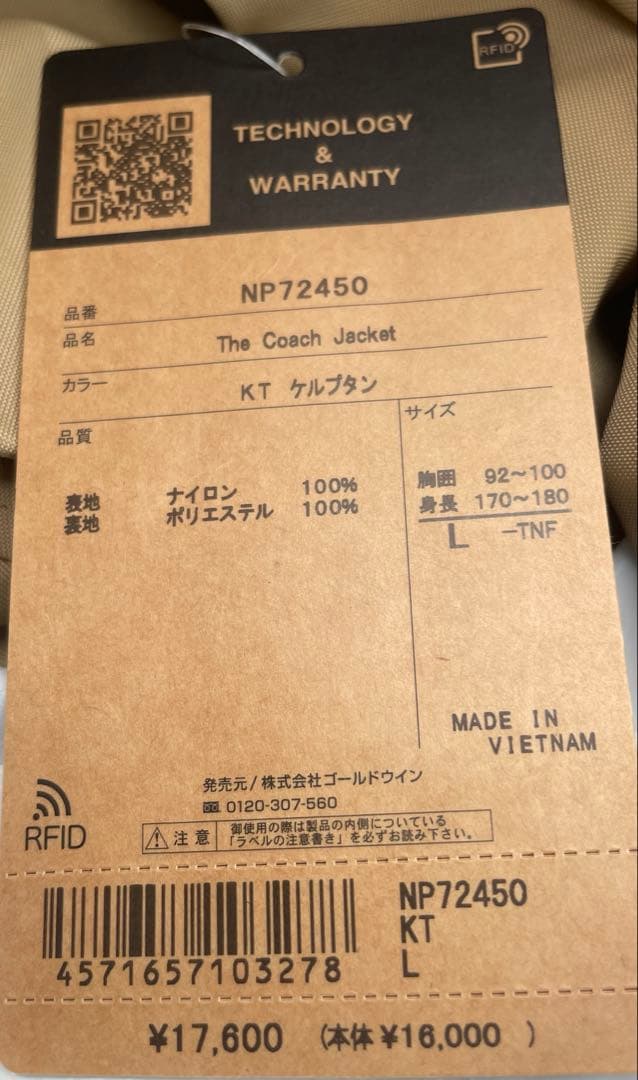 RFID
TECHNOLOGY
&
WARRANTY
品番 NP72450
品名 The Coach Jacket
カラー KT ケルプタン
品質
表地 ナイロン 100%
裏地 ポリエステル 100%
サイズ
胸囲 92～100
身長 170～180
L -TNF
MADE IN
VIETNAM
RFID
発売元/株式会社ゴールドウイン
0120-307-560
注意
御使用の際は製品の内側についている
「ラベルの注意書き」を必ずお読み下さい。
4571657103278
NP72450
KT
L
¥17,600 (本体¥16,000 )